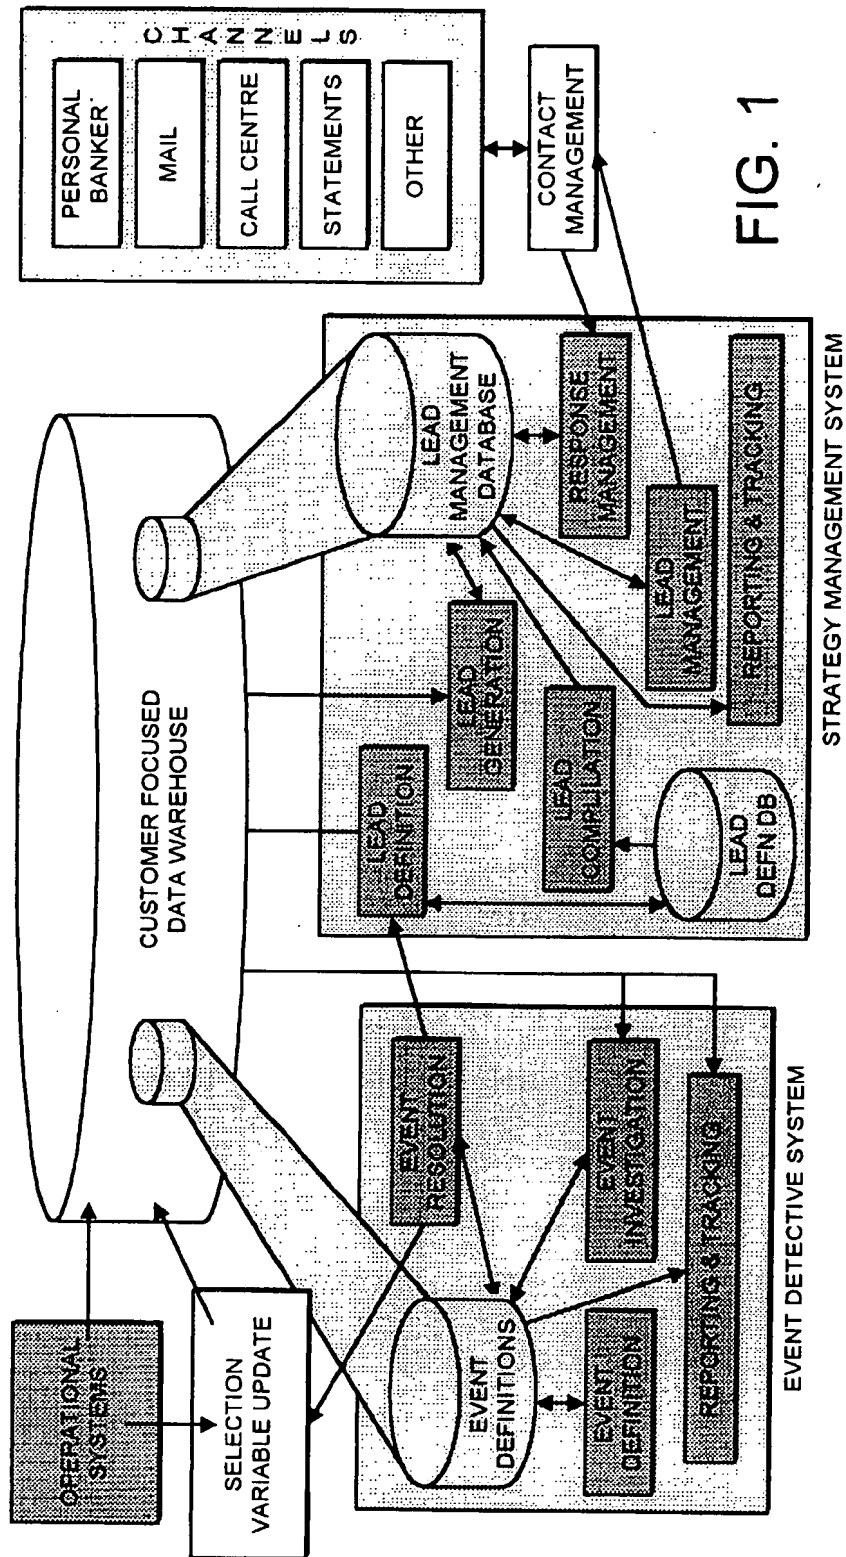 OPERATIONAL
SYSTEMS
SELECTION
VARIABLE UPDATE
CUSTOMER FOCUSED
DATA WAREHOUSE
CHANNELS
PERSONAL
BANKER
MAIL
CALL CENTRE
STATEMENTS
OTHER
CONTACT
MANAGEMENT
EVENT
DEFINITIONS
EVENT
RESOLUTION
EVENT
DEFINITION
EVENT
INVESTIGATION
REPORTING & TRACKING
EVENT DETECTIVE SYSTEM
LEAD
DEFINITION
LEAD
GENERATION
LEAD
MANAGEMENT
DATABASE
LEAD
COMPLILATION
RESPONSE
MANAGEMENT
LEAD
DEFN DB
LEAD
MANAGEMENT
REPORTING & TRACKING
STRATEGY MANAGEMENT SYSTEM
FIG. 1